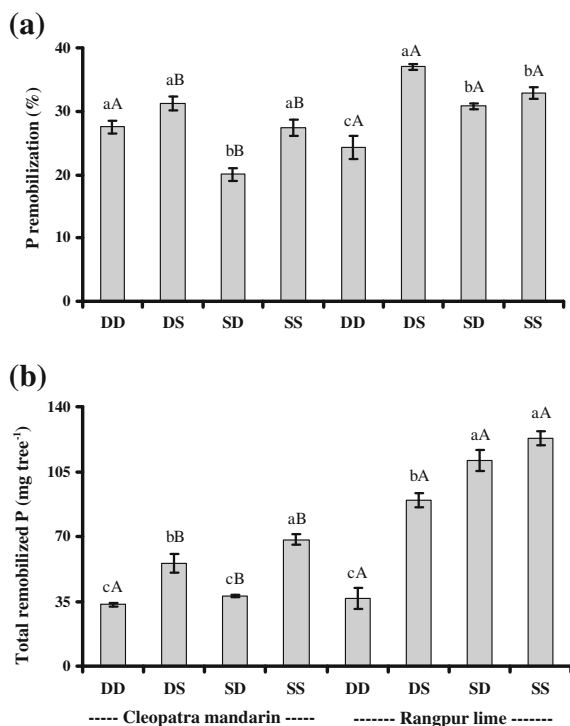 (a)
P remobilization (%)
40
30
20
10
0
aA
aB
bB
aB
cA
aA
bA
bA
DD DS SD SS DD DS SD SS
(b)
Total remobilized P (mg tree-1)
140
105
70
35
0
cA
bB
cB
aB
cA
bA
aA
aA
DD DS SD SS DD DS SD SS
----- Cleopatra mandarin ----- ------- Rangpur lime -------